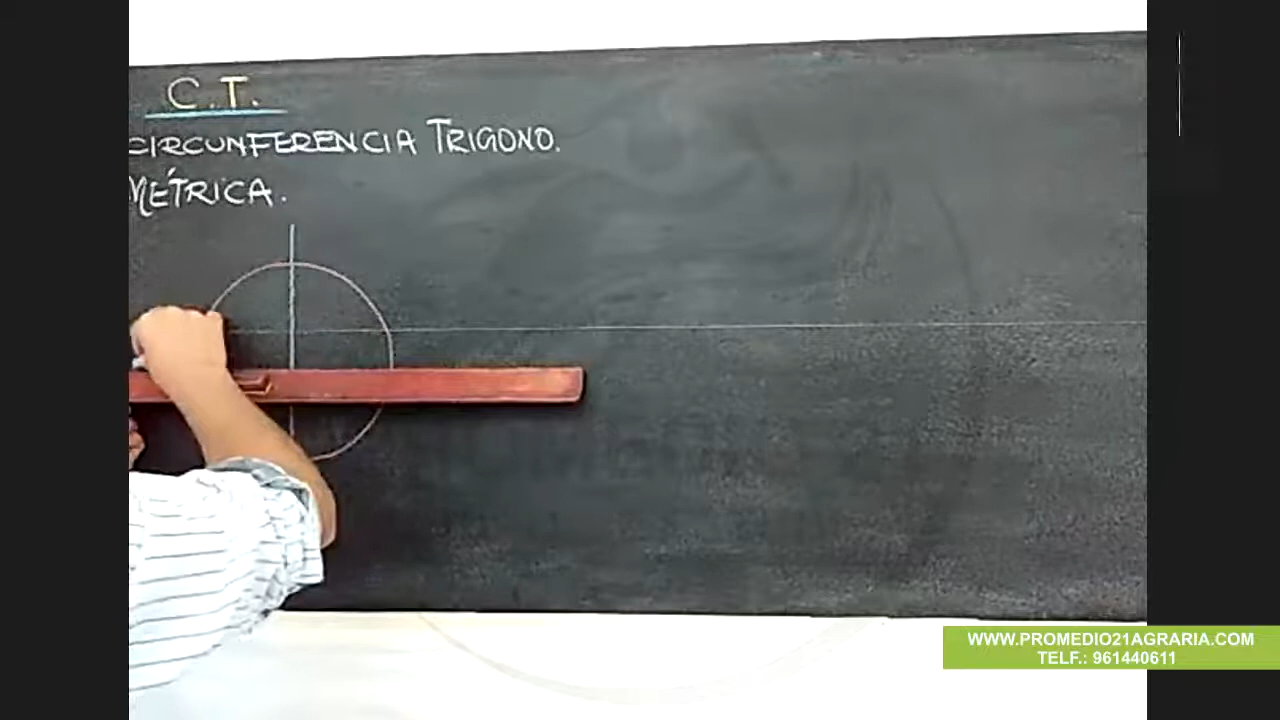 C.T.
CIRCUNFERENCIA TRIGONO.
MÉTRICA.
WWW.PROMEDIO21AGRARIA.COM
TELF.: 961440611